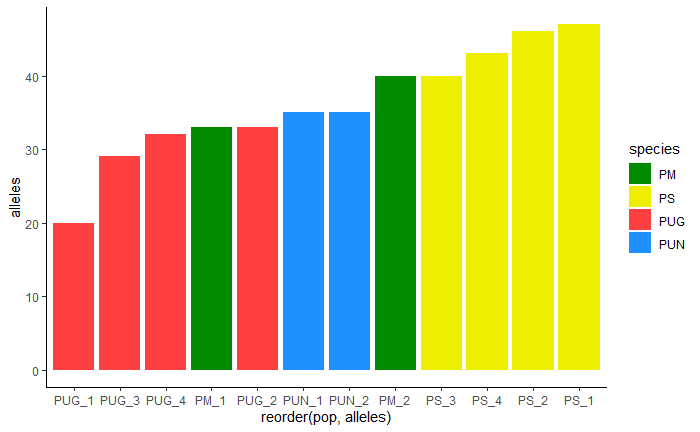 alleles
40
30
20
10
0
PUG_1 PUG_3 PUG_4 PM_1 PUG_2 PUN_1 PUN_2 PM_2 PS_3 PS_4 PS_2 PS_1
reorder(pop, alleles)
species
PM
PS
PUG
PUN